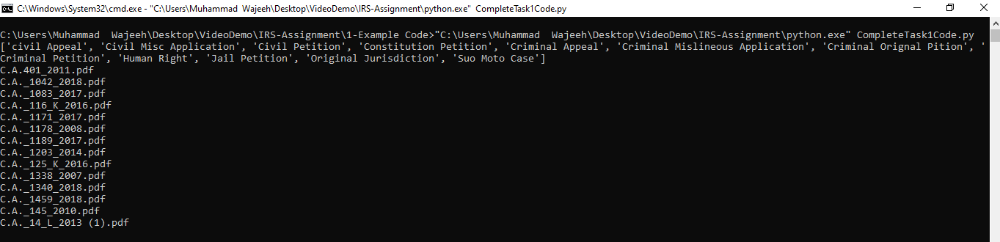 C:\Windows\System32\cmd.exe - "C:\Users\Muhammad  Wajeeh\Desktop\VideoDemo\IRS-Assignment\python.exe"  CompleteTask1Code.py
C:\Users\Muhammad  Wajeeh\Desktop\VideoDemo\IRS-Assignment\1-Example Code>"C:\Users\Muhammad  Wajeeh\Desktop\VideoDemo\IRS-Assignment\python.exe" CompleteTask1Code.py
['civil Appeal', 'Civil Misc Application', 'Civil Petition', 'Constitution Petition', 'Criminal Appeal', 'Criminal Mislineous Application', 'Criminal Orignal Pition', '
Criminal Petition', 'Human Right', 'Jail Petition', 'Original Jurisdiction', 'Suo Moto Case']
C.A.401_2011.pdf
C.A._1042_2018.pdf
C.A._1083_2017.pdf
C.A._116_K_2016.pdf
C.A._1171_2017.pdf
C.A._1178_2008.pdf
C.A._1189_2017.pdf
C.A._1203_2014.pdf
C.A._125_K_2016.pdf
C.A._1338_2007.pdf
C.A._1340_2018.pdf
C.A._1459_2018.pdf
C.A._145_2010.pdf
C.A._14_L_2013 (1).pdf